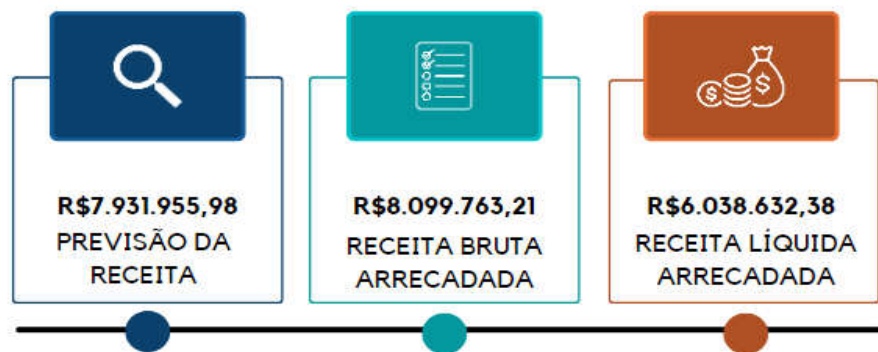 R$7.931.955,98
PREVISÃO DA
RECEITA
R$8.099.763,21
RECEITA BRUTA
ARRECADADA
R$6.038.632,38
RECEITA LÍQUIDA
ARRECADADA